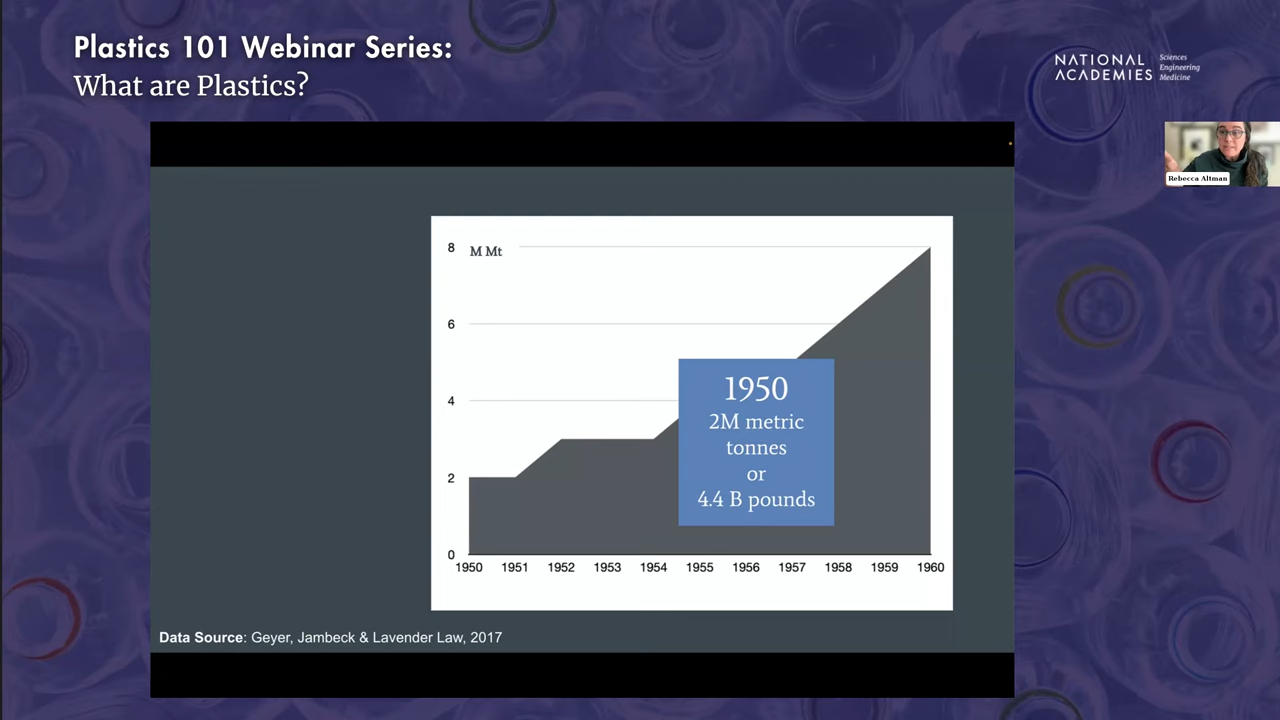 Plastics 101 Webinar Series:
What are Plastics?
NATIONAL
ACADEMIES
Sciences
Engineering
Medicine
Rebecca Altman
8
M Mt
6
4
2
0
1950
2M metric
tonnes
or
4.4 B pounds
1950 1951 1952 1953 1954 1955 1956 1957 1958 1959 1960
Data Source: Geyer, Jambeck & Lavender Law, 2017